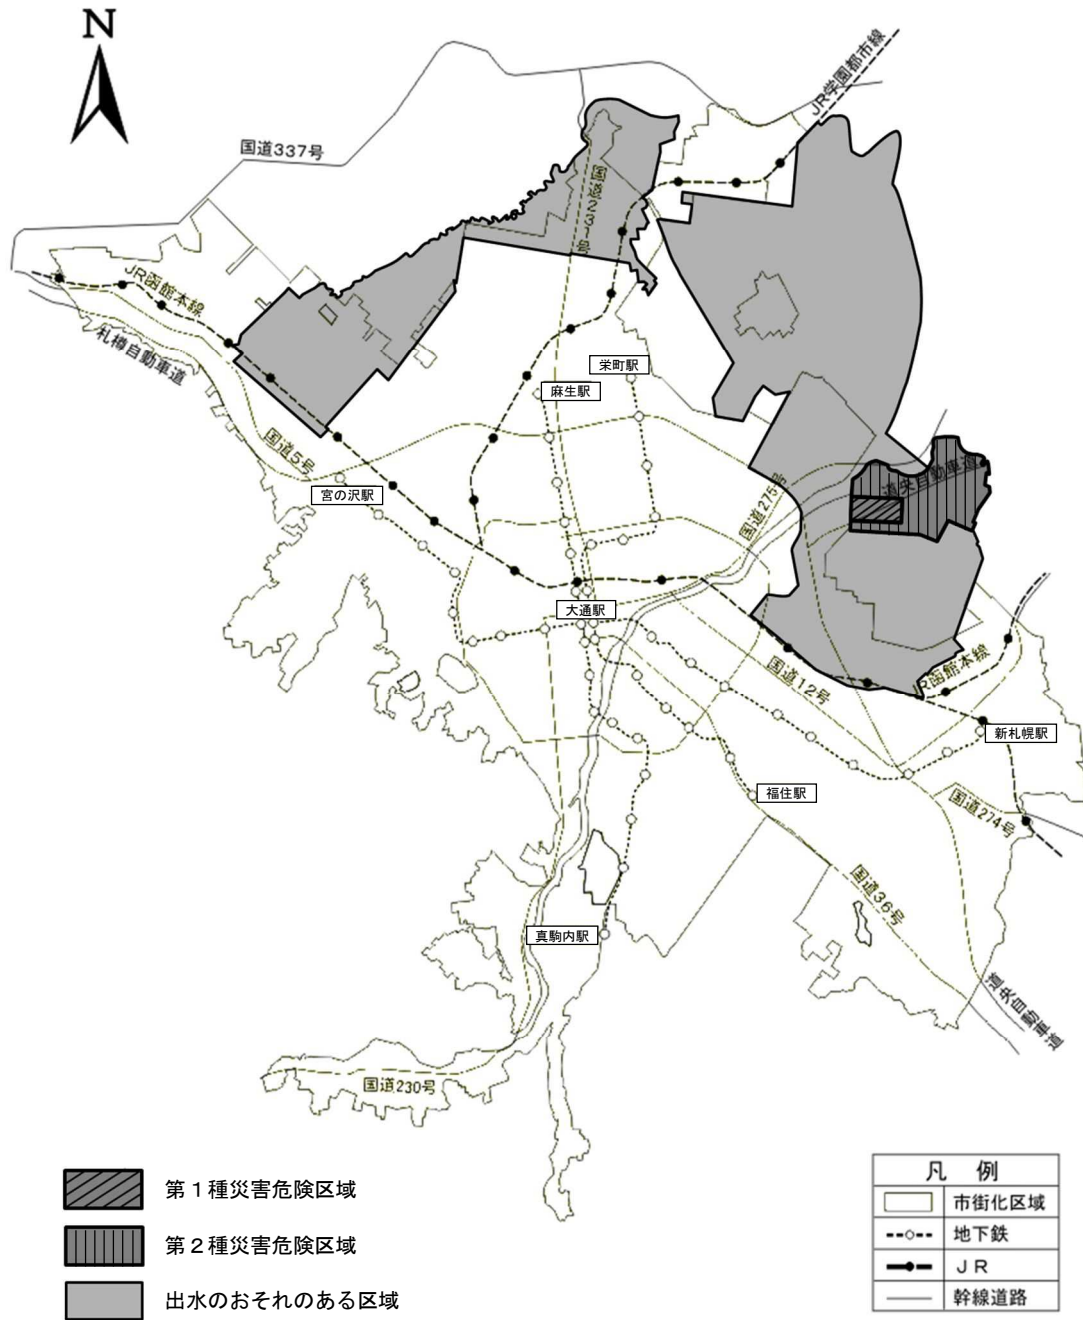 N
JR学園都市線
国道337号
国道231号
JR函館本線
札樽自動車道
栄町駅
麻生駅
国道5号
宮の沢駅
道央自動車道
国道275号
大通駅
国道12号
JR函館本線
新札幌駅
福住駅
国道274号
国道36号
真駒内駅
道央自動車道
国道230号
第1種災害危険区域
第2種災害危険区域
出水のおそれのある区域
凡 例
市街化区域
地下鉄
JR
幹線道路